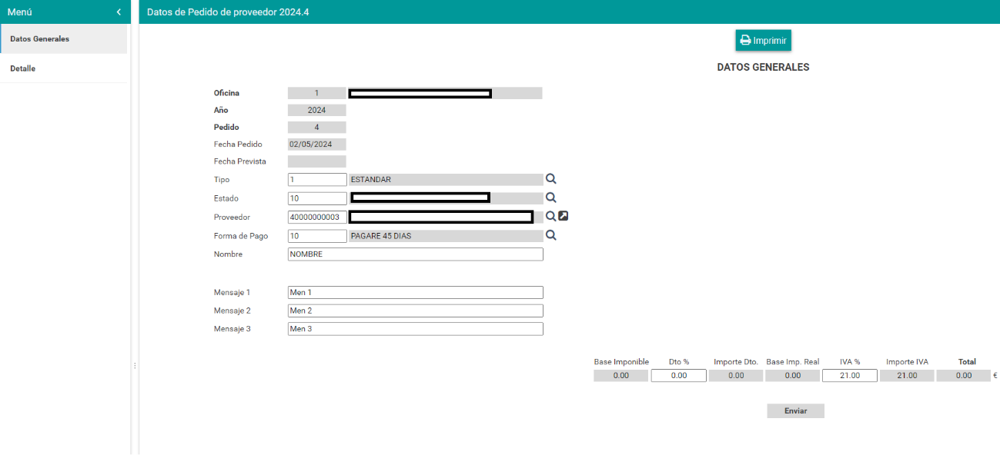 Menú
Datos de Pedido de proveedor 2024.4
Datos Generales
Detalle
Imprimir
DATOS GENERALES
Oficina 1
Año 2024
Pedido 4
Fecha Pedido 02/05/2024
Fecha Prevista
Tipo 1 ESTANDAR
Estado 10
Proveedor 40000000003
Forma de Pago 10 PAGARE 45 DIAS
Nombre NOMBRE
Mensaje 1 Men 1
Mensaje 2 Men 2
Mensaje 3 Men 3
Base Imponible Dto % Importe Dto. Base Imp. Real IVA % Importe IVA Total
0.00 0.00 0.00 0.00 21.00 21.00 0.00 €
Enviar